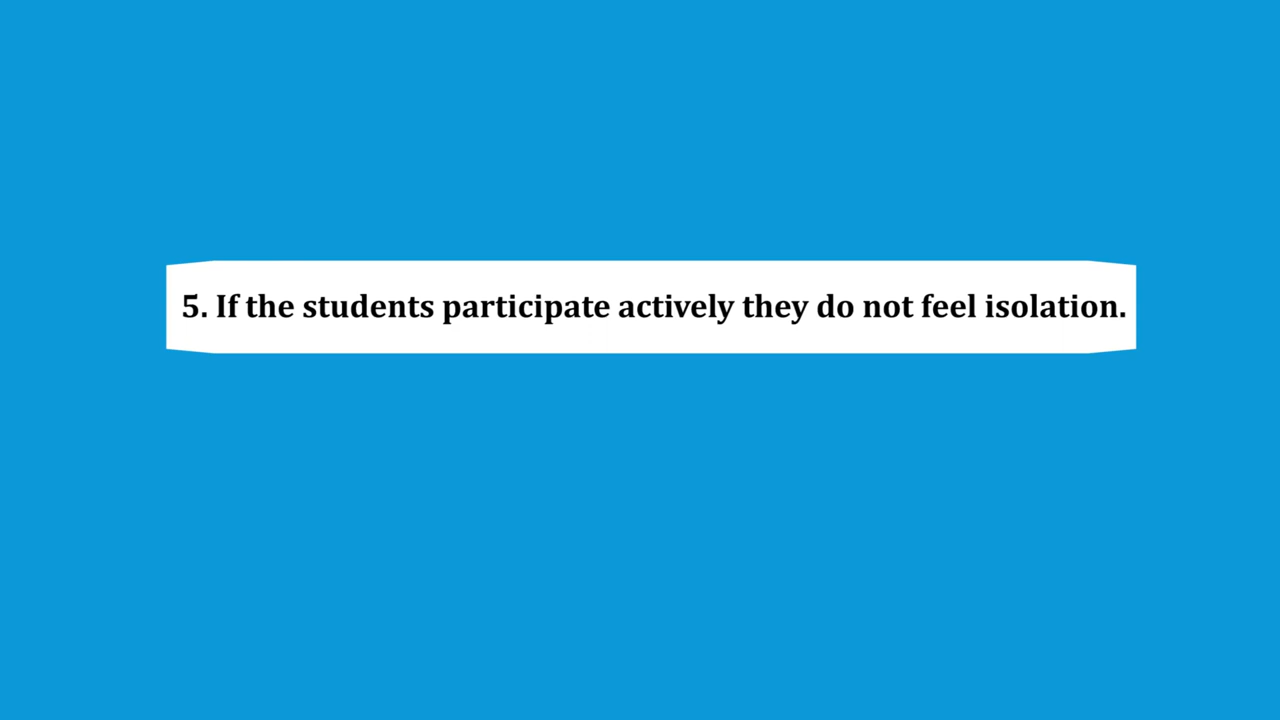 5. If the students participate actively they do not feel isolation.